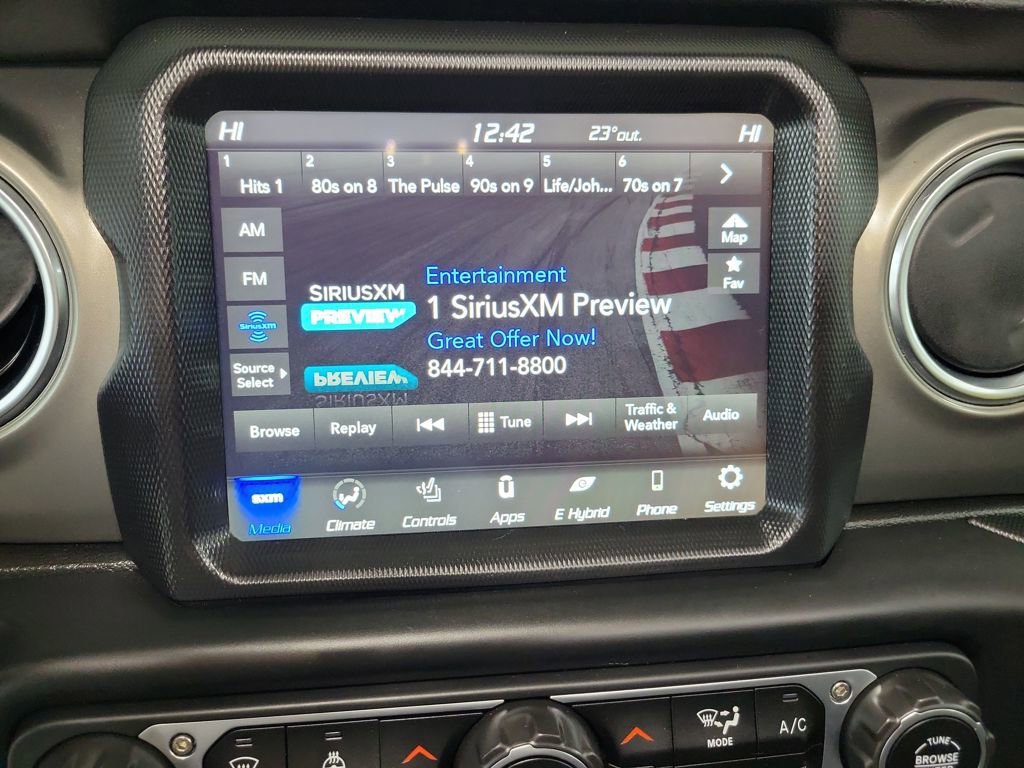 HI 12:42 23°out. HI
1 2 3 4 5 6
Hits 1 80s on 8 The Pulse 90s on 9 Life/Joh... 70s on 7
AM
FM
SiriusXM
Source
Select
Map
Fav
SIRIUSXM
PREVIEW
Entertainment
1 SiriusXM Preview
Great Offer Now!
844-711-8800
PREVIEW
SIRIUSXM
Browse Replay Tune Traffic &
Weather Audio
sxm
Media Climate Controls Apps E Hybrid Phone Settings
MODE
A/C
TUNE
BROWSE